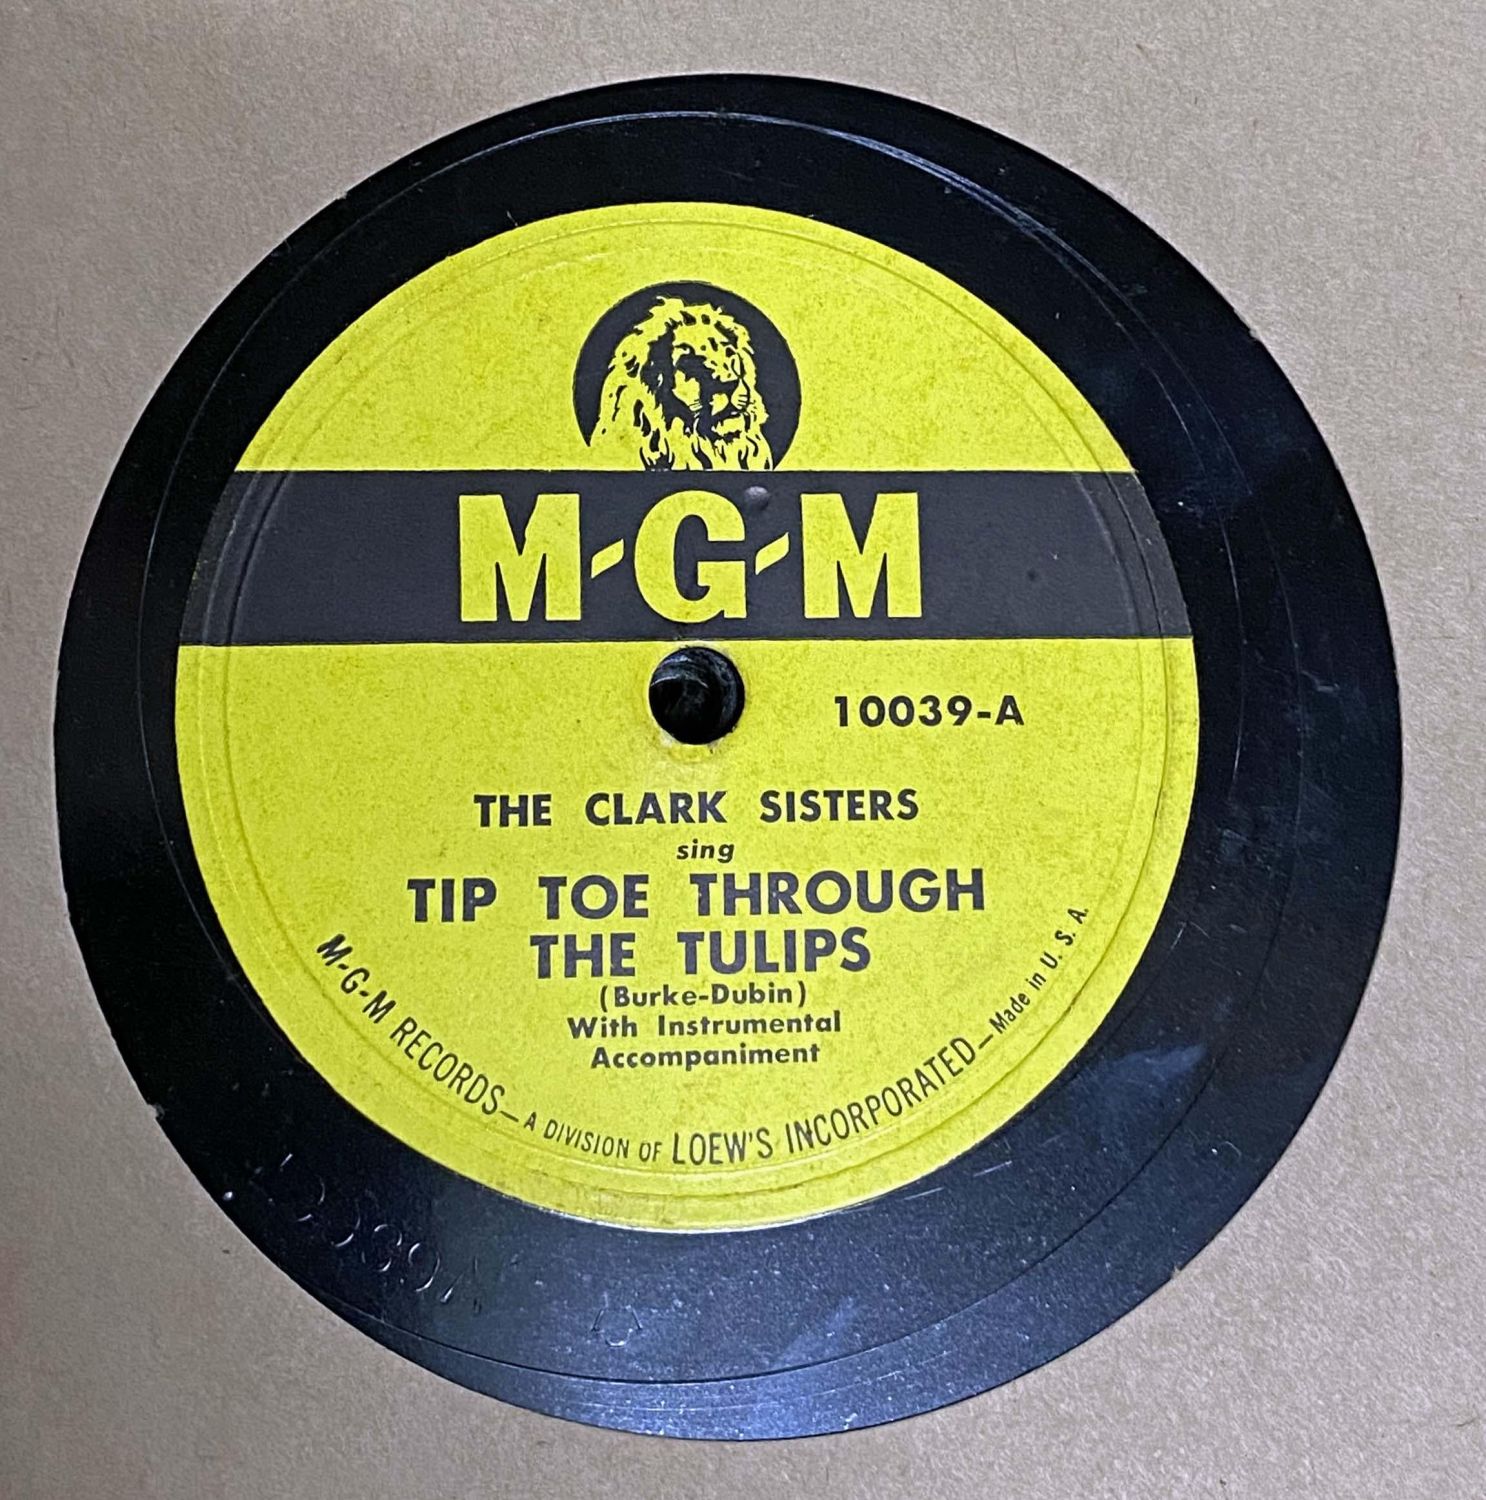 M-G-M
10039-A
THE CLARK SISTERS
sing
TIP TOE THROUGH
THE TULIPS
(Burke-Dubin)
With Instrumental
Accompaniment
M-G-M RECORDS—A DIVISION OF LOEW'S INCORPORATED—Made in U. S. A.